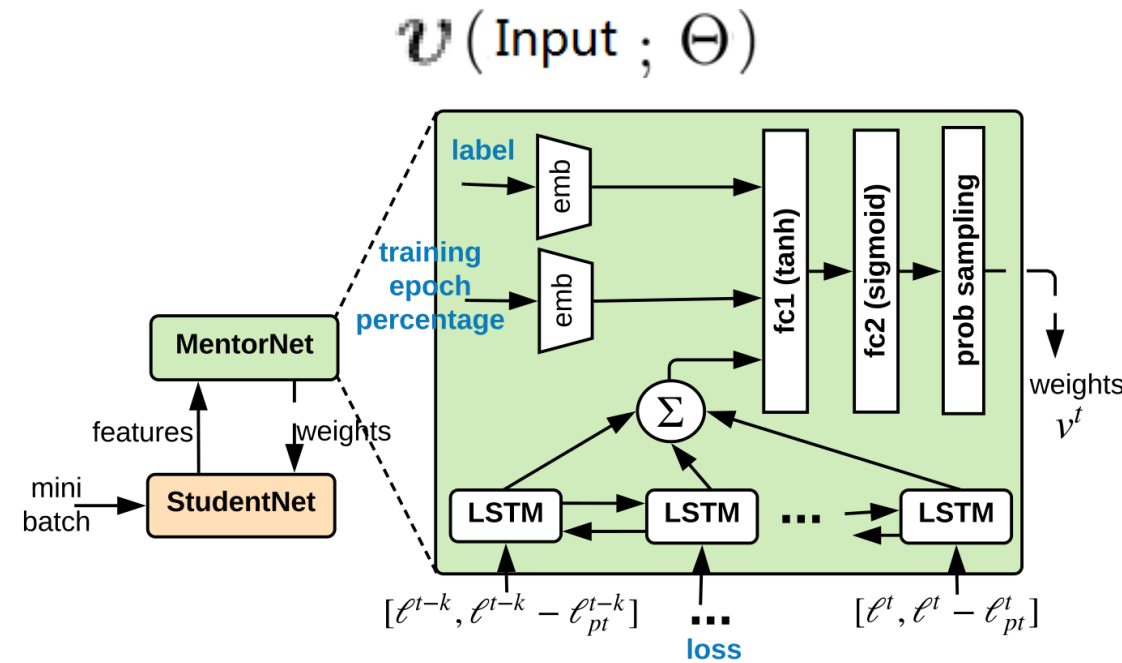 v(Input ; Θ)
label
emb
training
epoch
percentage
emb
fc1 (tanh)
fc2 (sigmoid)
prob sampling
MentorNet
features
weights
mini
batch
StudentNet
Σ
weights
v^t
LSTM
LSTM
...
LSTM
[ℓ^{t-k}, ℓ^{t-k} − ℓ_{pt}^{t-k}]
...
[ℓ^t, ℓ^t − ℓ_{pt}^t]
loss